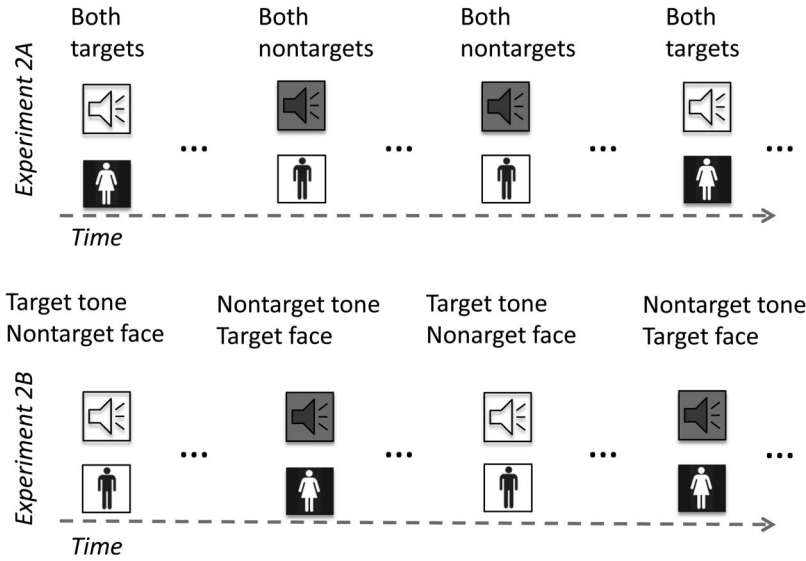 Experiment 2A
Both
targets
Both
nontargets
Both
nontargets
Both
targets
...
...
...
...
Time
Experiment 2B
Target tone
Nontarget face
Nontarget tone
Target face
Target tone
Nonarget face
Nontarget tone
Target face
...
...
...
...
Time